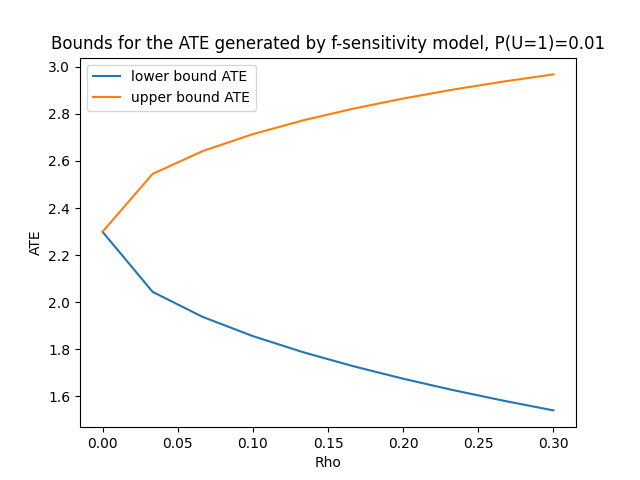 Bounds for the ATE generated by f-sensitivity model, P(U=1)=0.01
lower bound ATE
upper bound ATE
3.0
2.8
2.6
2.4
2.2
2.0
1.8
1.6
ATE
0.00 0.05 0.10 0.15 0.20 0.25 0.30
Rho